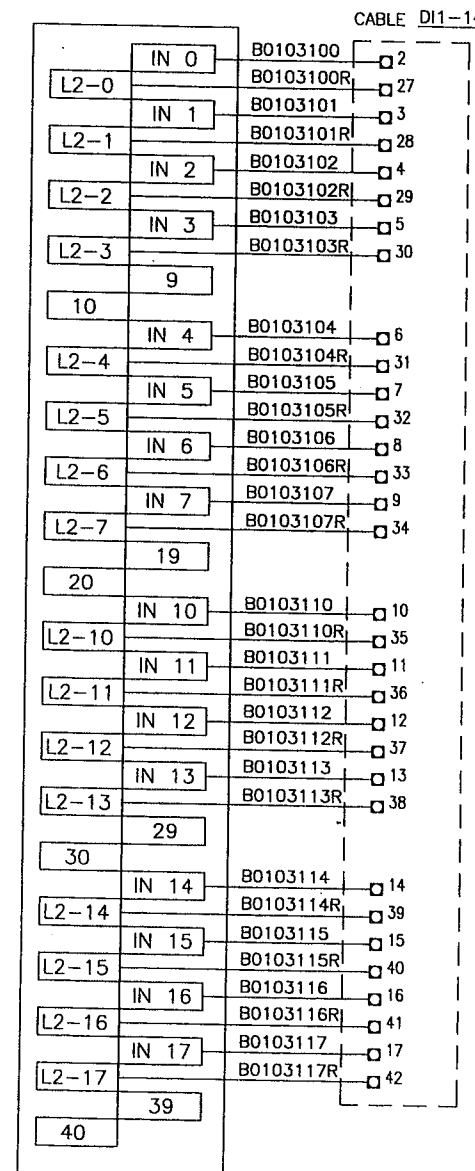 CABLE DI1-14
IN 0 B0103100 2
L2-0 B0103100R 27
IN 1 B0103101 3
L2-1 B0103101R 28
IN 2 B0103102 4
L2-2 B0103102R 29
IN 3 B0103103 5
L2-3 B0103103R 30
9
10
IN 4 B0103104 6
L2-4 B0103104R 31
IN 5 B0103105 7
L2-5 B0103105R 32
IN 6 B0103106 8
L2-6 B0103106R 33
IN 7 B0103107 9
L2-7 B0103107R 34
19
20
IN 10 B0103110 10
L2-10 B0103110R 35
IN 11 B0103111 11
L2-11 B0103111R 36
IN 12 B0103112 12
L2-12 B0103112R 37
IN 13 B0103113 13
L2-13 B0103113R 38
29
30
IN 14 B0103114 14
L2-14 B0103114R 39
IN 15 B0103115 15
L2-15 B0103115R 40
IN 16 B0103116 16
L2-16 B0103116R 41
IN 17 B0103117 17
L2-17 B0103117R 42
39
40